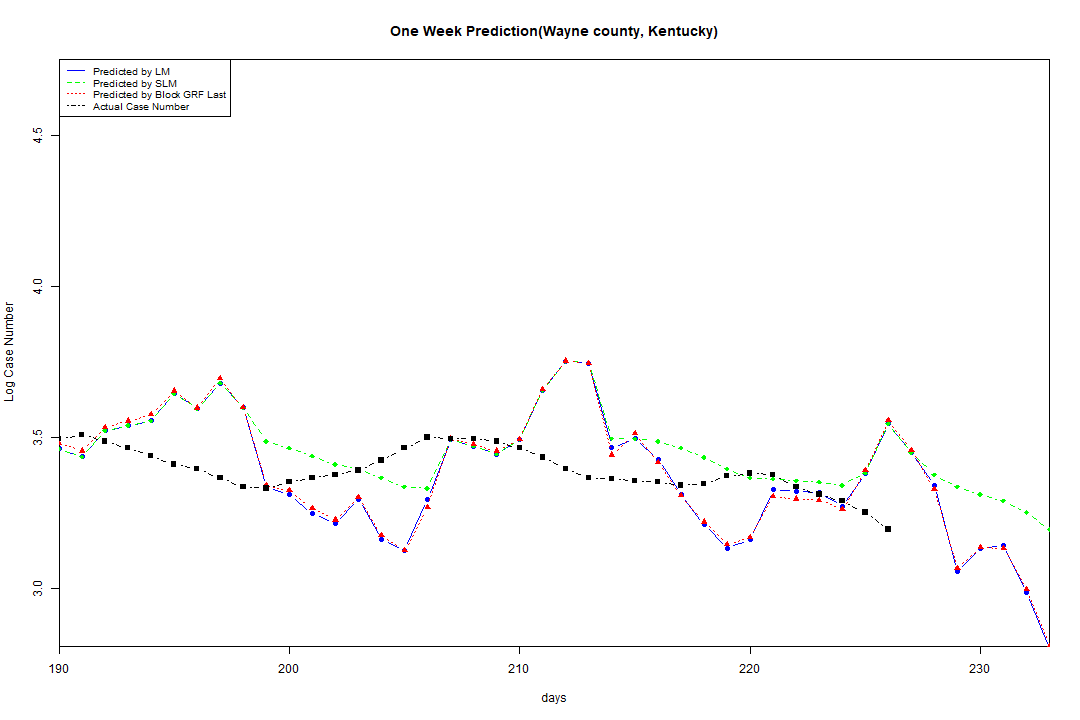 One Week Prediction(Wayne county, Kentucky)
Predicted by LM
Predicted by SLM
Predicted by Block GRF Last
Actual Case Number
4.5
4.0
3.5
3.0
Log Case Number
190 200 210 220 230
days